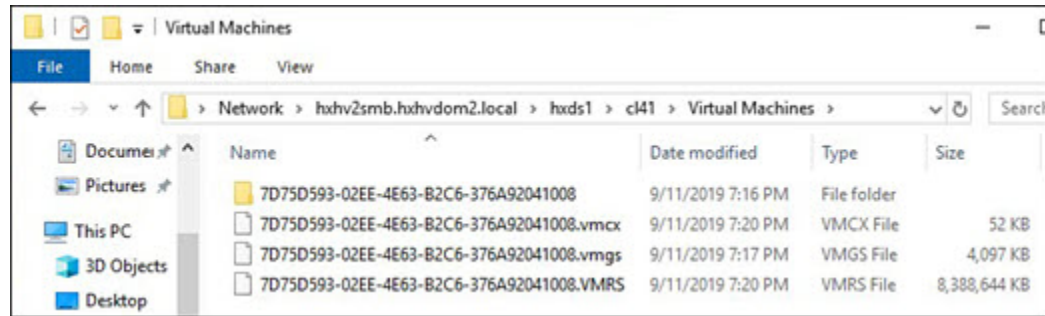 Virtual Machines
File Home Share View
Network > hxhv2smb.hxhvdom2.local > hxds1 > cl41 > Virtual Machines >
Name Date modified Type Size
7D75D593-02EE-4E63-B2C6-376A92041008 9/11/2019 7:16 PM File folder
7D75D593-02EE-4E63-B2C6-376A92041008.vmcx 9/11/2019 7:20 PM VMCX File 52 KB
7D75D593-02EE-4E63-B2C6-376A92041008.vmgs 9/11/2019 7:17 PM VMGS File 4,097 KB
7D75D593-02EE-4E63-B2C6-376A92041008.VMRS 9/11/2019 7:20 PM VMRS File 8,388,644 KB
Pictures
This PC
3D Objects
Desktop